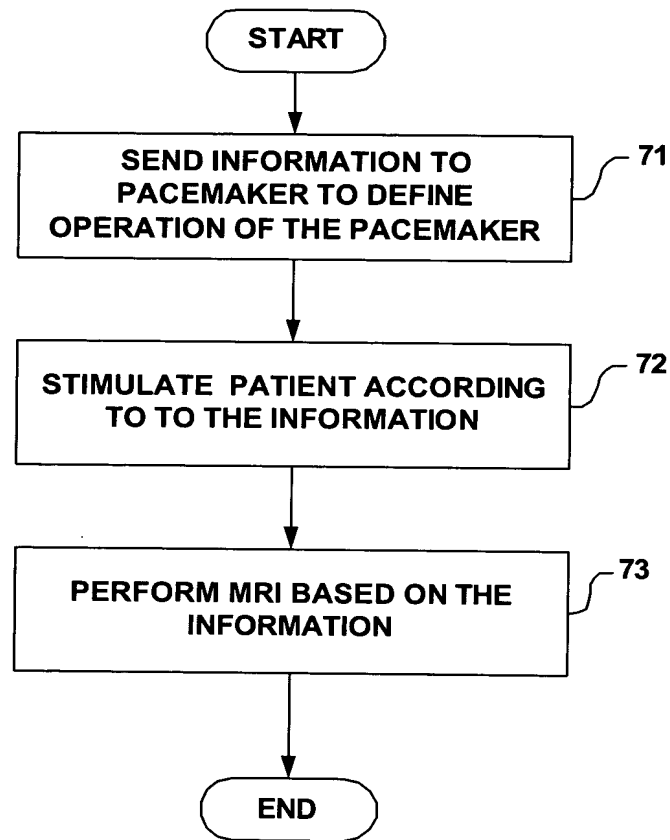 START
SEND INFORMATION TO
PACEMAKER TO DEFINE
OPERATION OF THE PACEMAKER
71
STIMULATE PATIENT ACCORDING
TO TO THE INFORMATION
72
PERFORM MRI BASED ON THE
INFORMATION
73
END